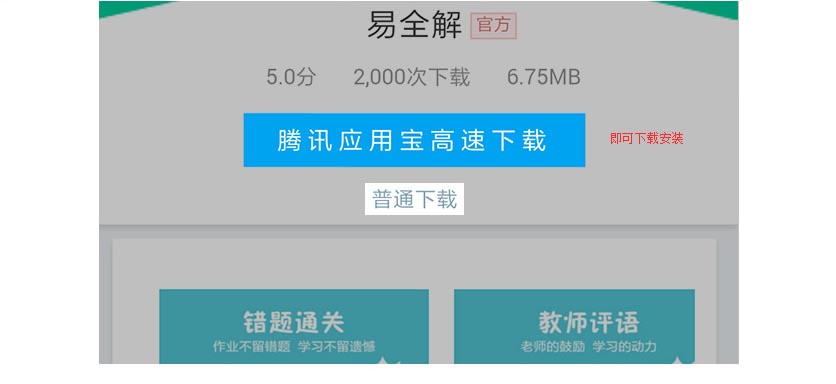 易全解 官方
5.0分 2,000次下载 6.75MB
腾讯应用宝高速下载 即可下载安装
普通下载
错题通关 教师评语
作业不留错题 学习不留遗憾 老师的鼓励 学习的动力